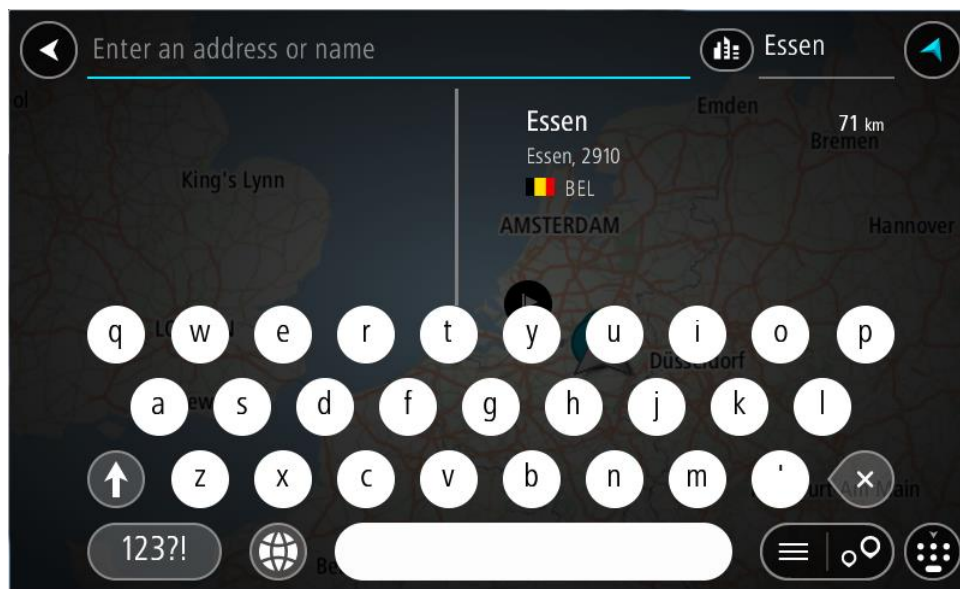 Enter an address or name
Essen
Essen
71 km
Essen, 2910
BEL
Emden
Bremen
King's Lynn
AMSTERDAM
Hannover
q w e r t y u i o p
Düsseldorf
a s d f g h j k l
z x c v b n m '
123?!